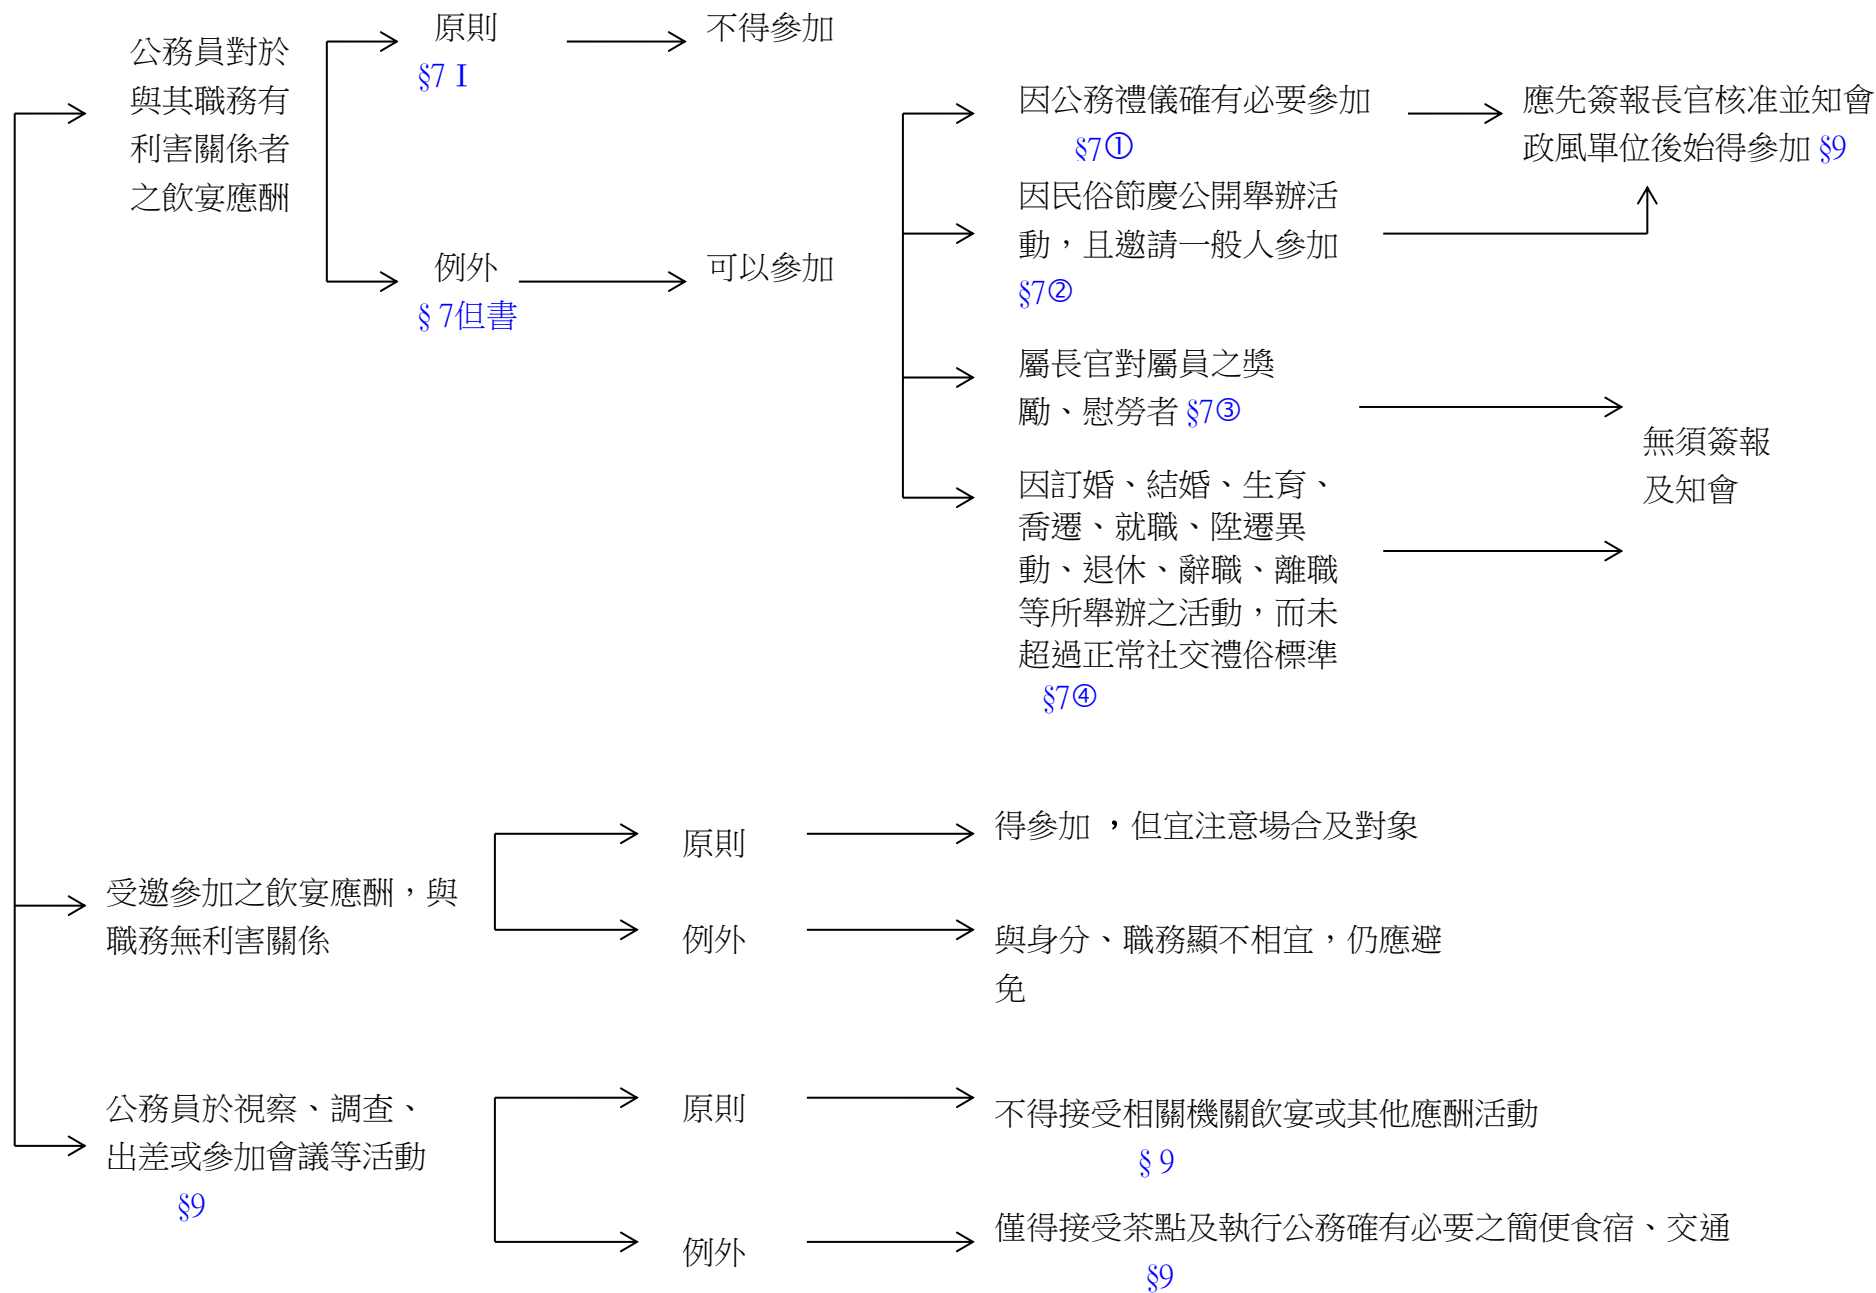 公務員對於
與其職務有
利害關係者
之飲宴應酬
原則
§7 I
不得參加
例外
§ 7但書
可以參加
因公務禮儀確有必要參加
§7①
應先簽報長官核准並知會
政風單位後始得參加 §9
因民俗節慶公開舉辦活
動，且邀請一般人參加
§7②
屬長官對屬員之獎
勵、慰勞者 §7③
無須簽報
及知會
因訂婚、結婚、生育、
喬遷、就職、陞遷異
動、退休、辭職、離職
等所舉辦之活動，而未
超過正常社交禮俗標準
§7④
受邀參加之飲宴應酬，與
職務無利害關係
原則
得參加 ，但宜注意場合及對象
例外
與身分、職務顯不相宜，仍應避
免
公務員於視察、調查、
出差或參加會議等活動
§9
原則
不得接受相關機關飲宴或其他應酬活動
§ 9
例外
僅得接受茶點及執行公務確有必要之簡便食宿、交通
§9